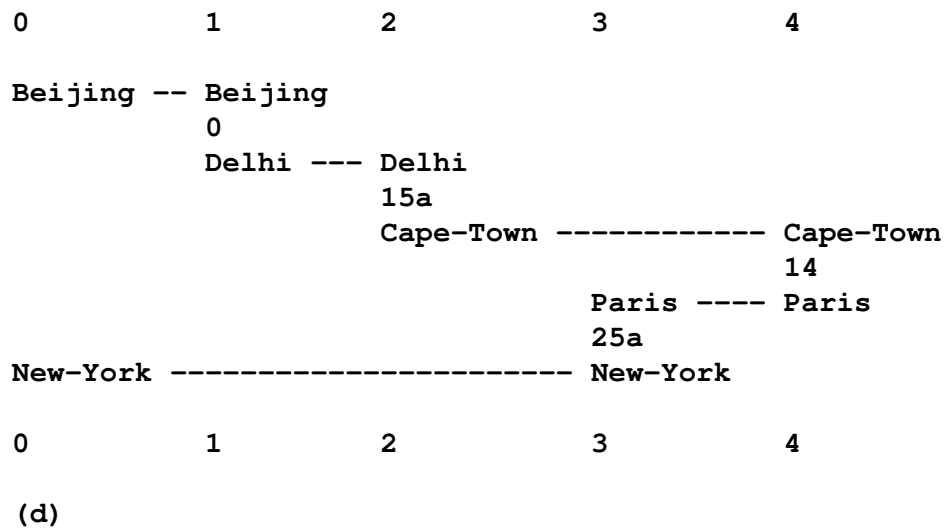 0 1 2 3 4
Beijing -- Beijing
0
Delhi --- Delhi
15a
Cape-Town ------------ Cape-Town
14
Paris ---- Paris
25a
New-York ----------------------- New-York
0 1 2 3 4
(d)